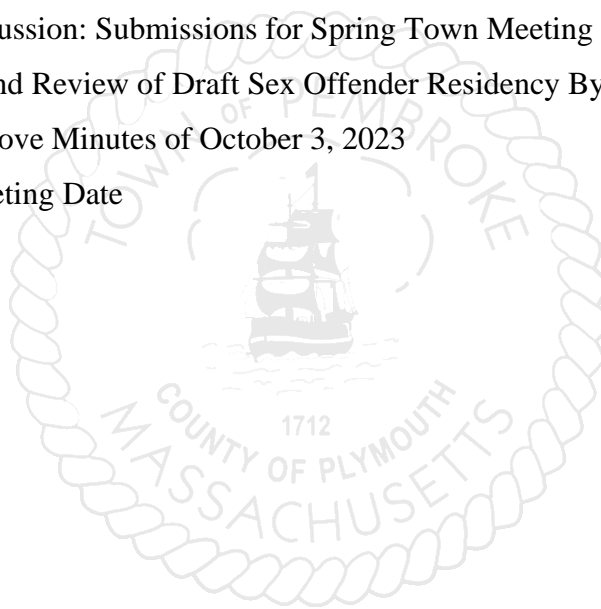 cussion: Submissions for Spring Town Meeting
nd Review of Draft Sex Offender Residency By
ove Minutes of October 3, 2023
eting Date
TOWN OF PEMBROKE
1712
COUNTY OF PLYMOUTH
MASSACHUSETTS